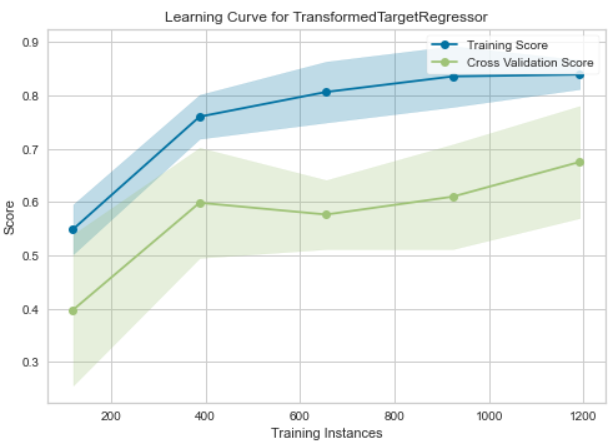 Learning Curve for TransformedTargetRegressor
Training Score
Cross Validation Score
0.9
0.8
0.7
0.6
0.5
0.4
0.3
Score
200
400
600
800
1000
1200
Training Instances